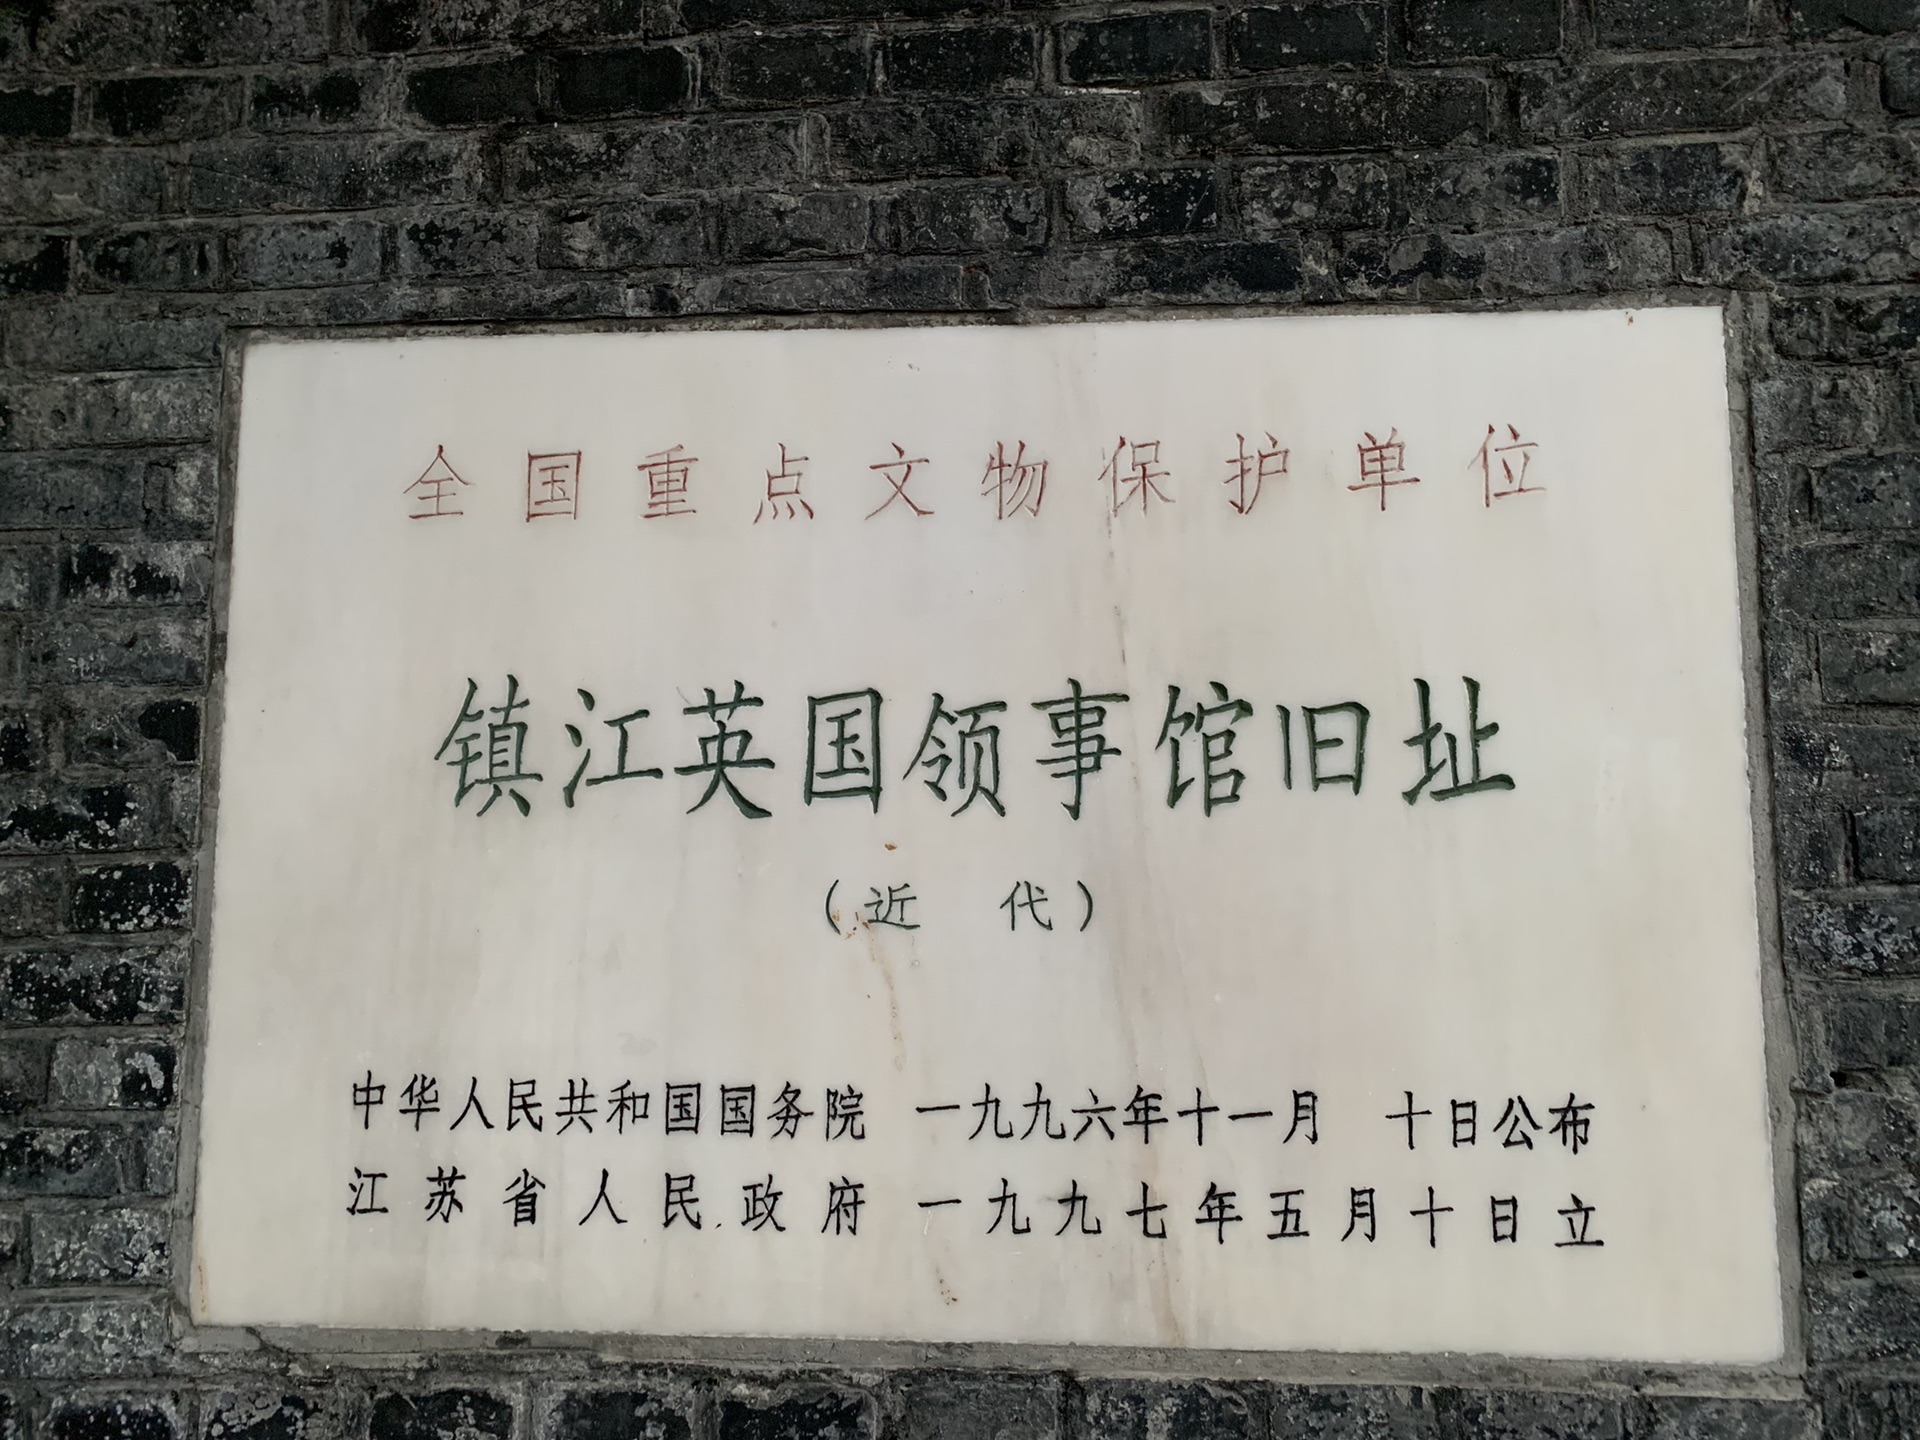 全国重点文物保护单位
镇江英国领事馆旧址
（近 代）
中华人民共和国国务院 一九九六年十一月 十日公布
江苏省人民政府 一九九七年五月十日立